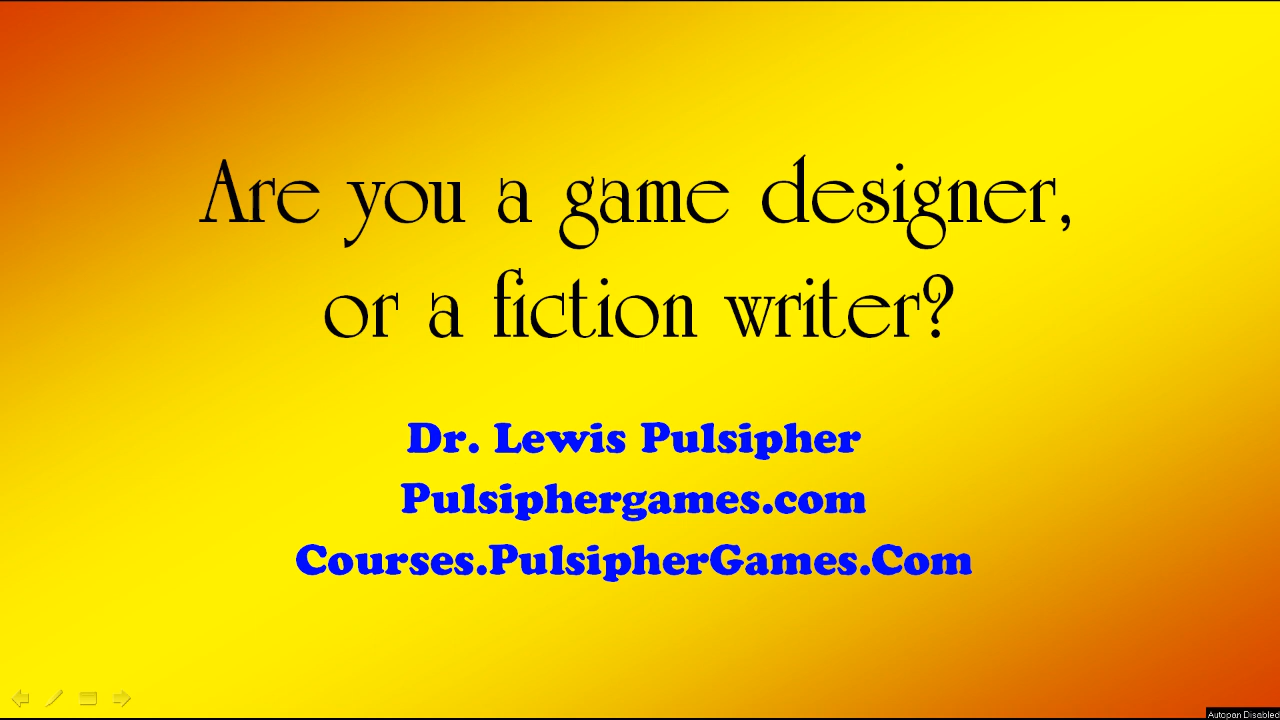 Are you a game designer,
or a fiction writer?
Dr. Lewis Pulsipher
Pulsiphergames.com
Courses.PulsipherGames.Com
Autopan Disabled